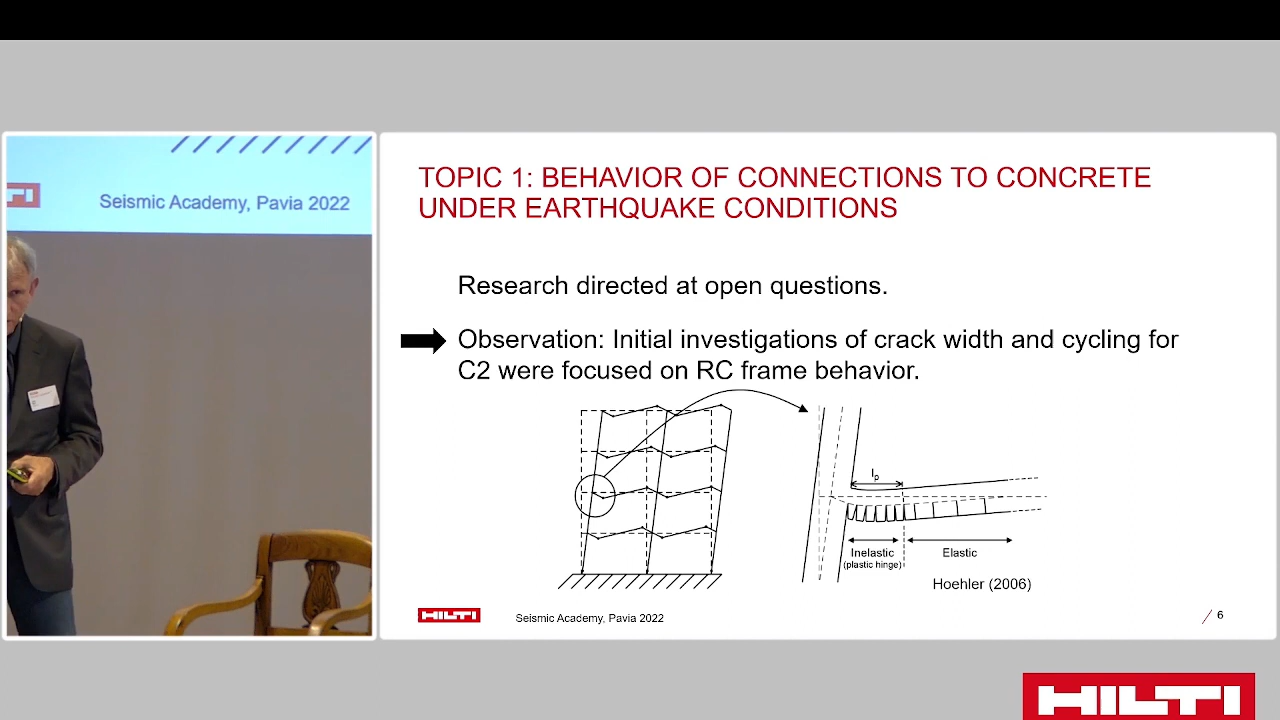 Seismic Academy, Pavia 2022
TOPIC 1: BEHAVIOR OF CONNECTIONS TO CONCRETE
UNDER EARTHQUAKE CONDITIONS
Research directed at open questions.
Observation: Initial investigations of crack width and cycling for
C2 were focused on RC frame behavior.
lp
Inelastic
(plastic hinge)
Elastic
Hoehler (2006)
HILTI
Seismic Academy, Pavia 2022
6
HILTI